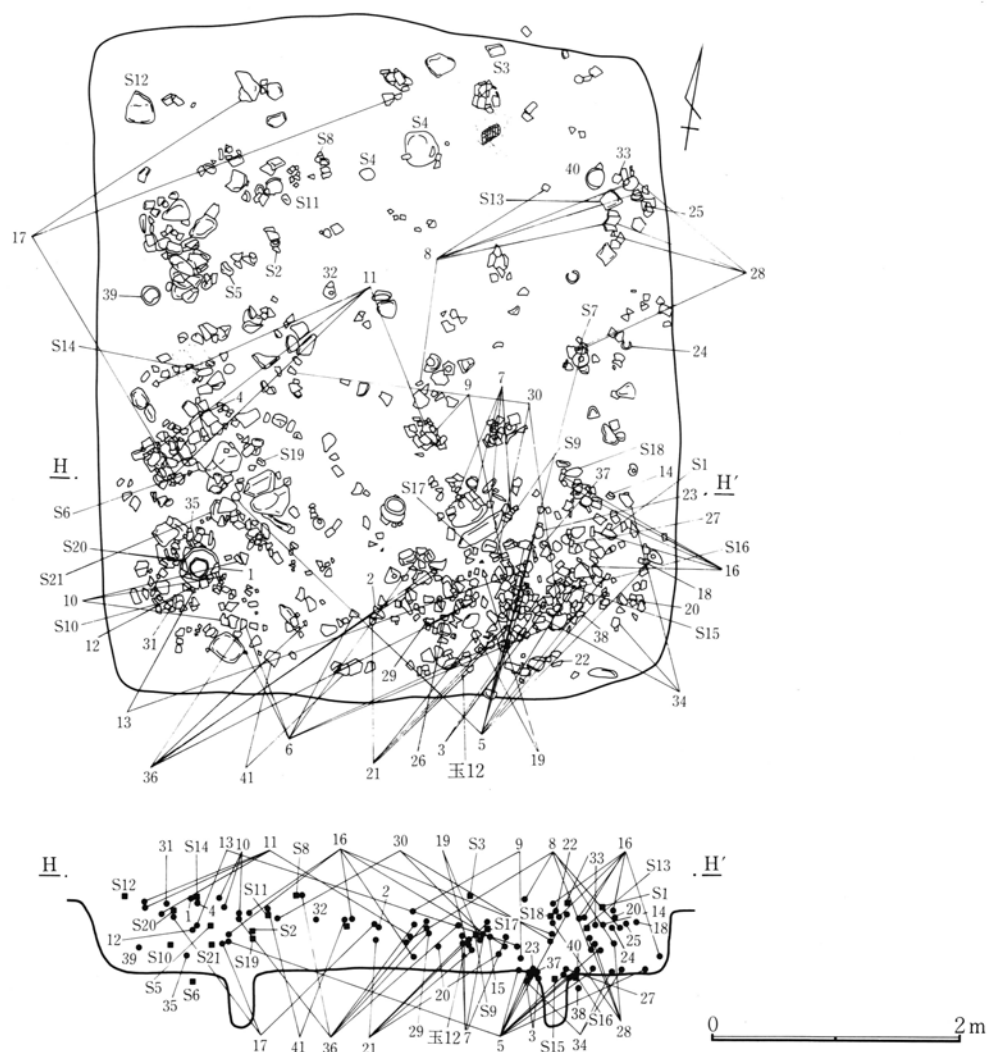 S12
S3
S4
S8
S4
33
40
S11
S13
25
17
8
S2
28
S5
32
11
39
S7
S14
24
7
9
30
4
S9
S18
S19
14
S1
H
37
H′
S17
23
S6
35
27
S20
S16
S21
2
16
1
18
10
20
S10
S15
12
38
31
22
29
34
13
5
6
3
19
36
41
21
26
玉12
13
10
11
16
30
19
S3
9
8
22
33
16
31
S14
S8
S13
H
H′
S12
S11
2
S1
1
4
32
S17
S18
20
14
S20
18
12
S2
40
25
39
S10
S21
S19
23
24
37
S5
20
15
27
S6
S9
38
35
29
S16
7
28
玉12
3
17
41
36
21
5
S15
34
0
2m